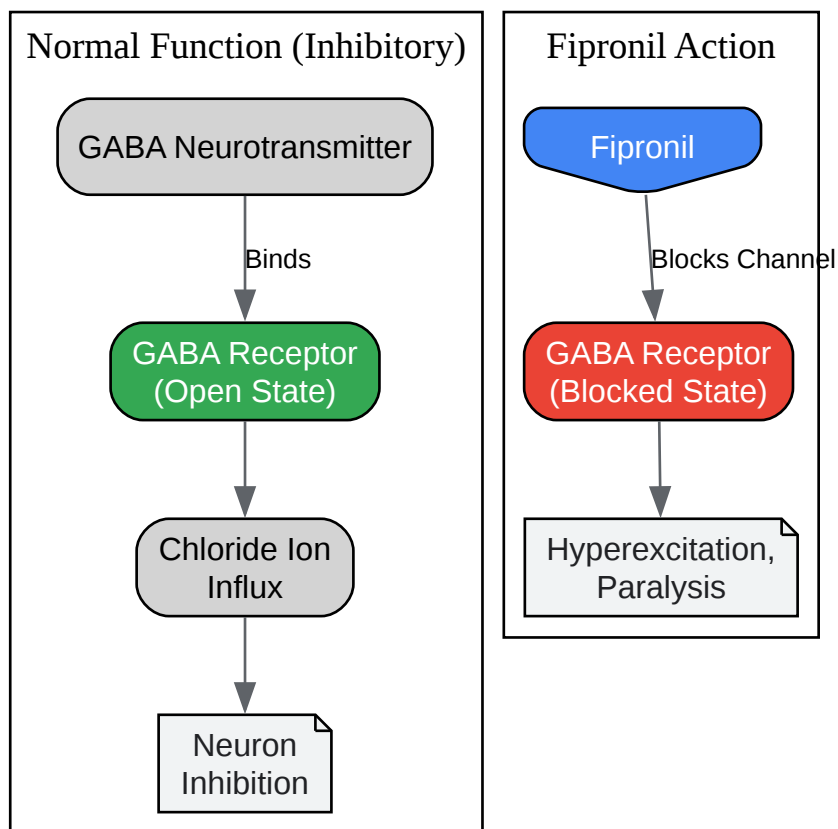 Normal Function (Inhibitory)
GABA Neurotransmitter
Binds
GABA Receptor
(Open State)
Chloride Ion
Influx
Neuron
Inhibition
Fipronil Action
Fipronil
Blocks Channel
GABA Receptor
(Blocked State)
Hyperexcitation,
Paralysis